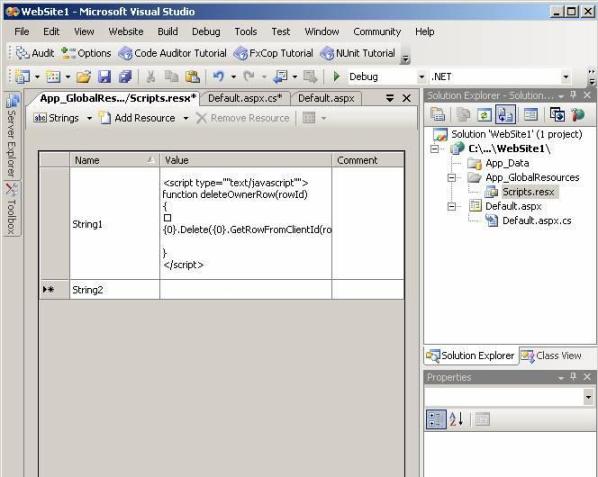 WebSite1 - Microsoft Visual Studio
File Edit View Website Build Debug Tools Test Window Community Help
Audit Options Code Auditor Tutorial FxCop Tutorial NUnit Tutorial
Debug .NET
App_GlobalRes.../Scripts.resx* Default.aspx.cs* Default.aspx
abc Strings Add Resource Remove Resource
Name Value Comment
String1
<script type=""text/javascript"">
function deleteOwnerRow(rowId)
{
{0}.Delete({0}.GetRowFromClientId(ro
}
</script>
String2
Server Explorer
Toolbox
Solution Explorer - Solution...
Solution 'WebSite1' (1 project)
C:\...\WebSite1\
App_Data
App_GlobalResources
Scripts.resx
Default.aspx
Default.aspx.cs
Solution Explorer Class View
Properties